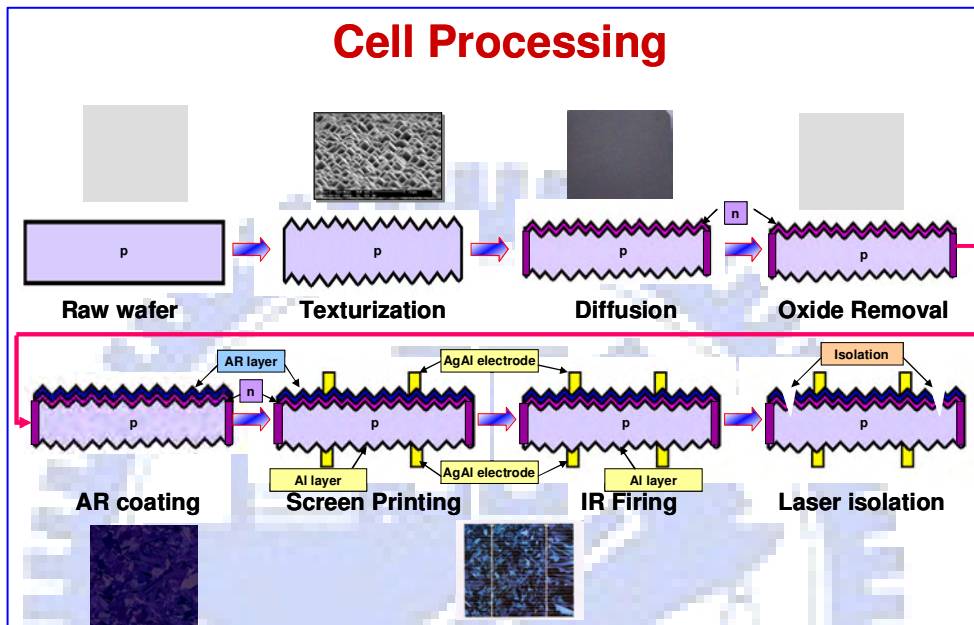 Cell Processing
n
p
p
p
p
Raw wafer
Texturization
Diffusion
Oxide Removal
AR layer
AgAl electrode
Isolation
n
p
p
p
p
Al layer
AgAl electrode
Al layer
AR coating
Screen Printing
IR Firing
Laser isolation